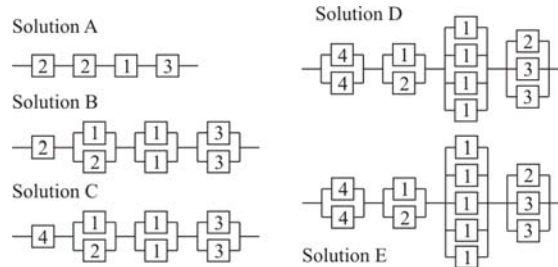 Solution A
2 2 1 3
Solution B
1 1 3
2
2 1 3
Solution C
1 1 3
4
2 1 3
Solution D
1
4 1 1 2
3
4 2 1 3
1
Solution E
1
4 1 1 2
1 3
4 2 1 3
1